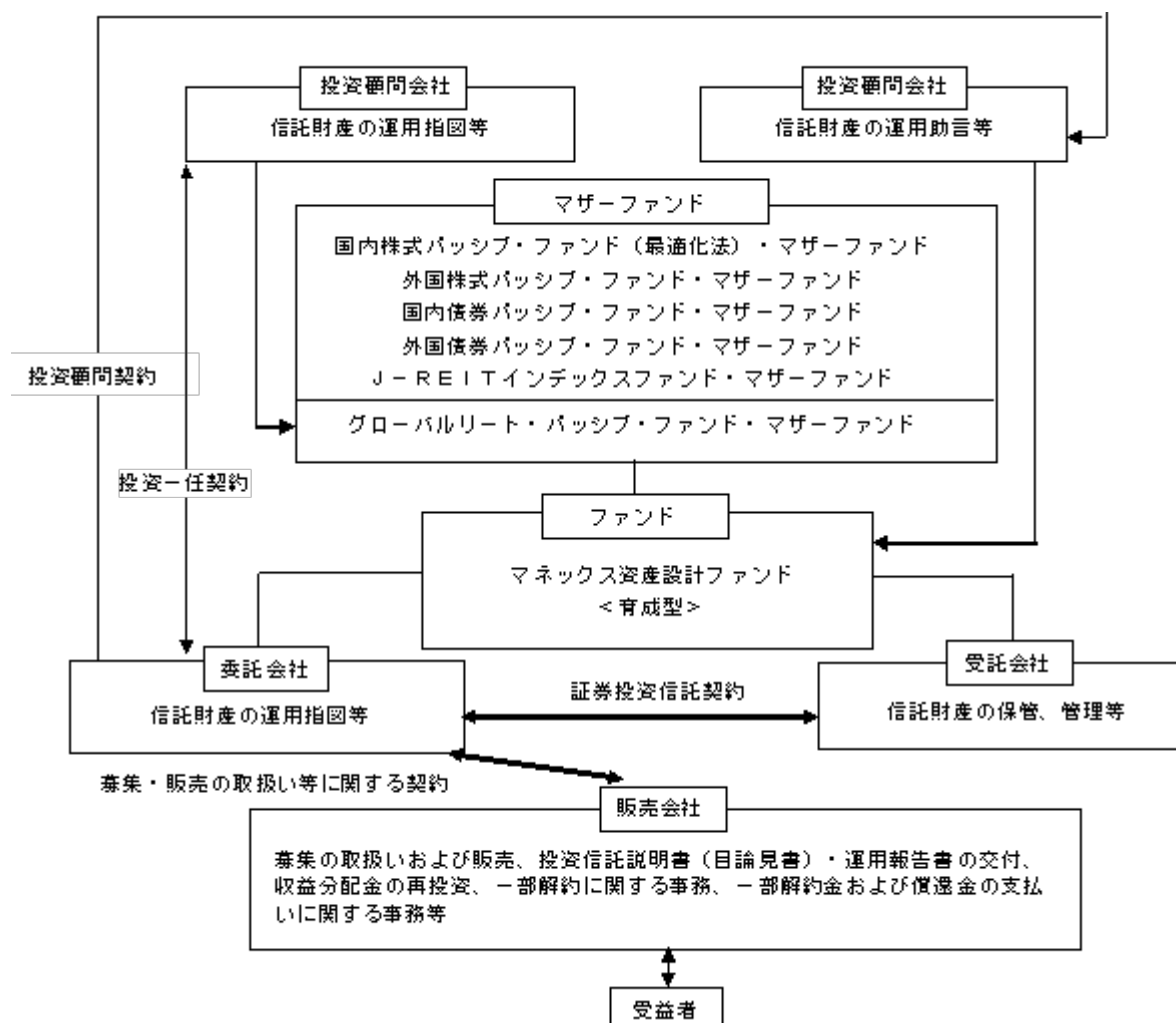 投資顧問会社
信託財産の運用指図等
投資顧問会社
信託財産の運用助言等
マザーファンド
国内株式パッシブ・ファンド（最適化法）・マザーファンド
外国株式パッシブ・ファンド・マザーファンド
国内債券パッシブ・ファンド・マザーファンド
外国債券パッシブ・ファンド・マザーファンド
Ｊ－ＲＥＩＴインデックスファンド・マザーファンド
グローバルリート・パッシブ・ファンド・マザーファンド
投資顧問契約
投資一任契約
ファンド
マネックス資産設計ファンド
＜育成型＞
委託会社
信託財産の運用指図等
証券投資信託契約
受託会社
信託財産の保管、管理等
募集・販売の取扱い等に関する契約
販売会社
募集の取扱いおよび販売、投資信託説明書（目論見書）・運用報告書の交付、
収益分配金の再投資、一部解約に関する事務、一部解約金および償還金の支払
いに関する事務等
受益者